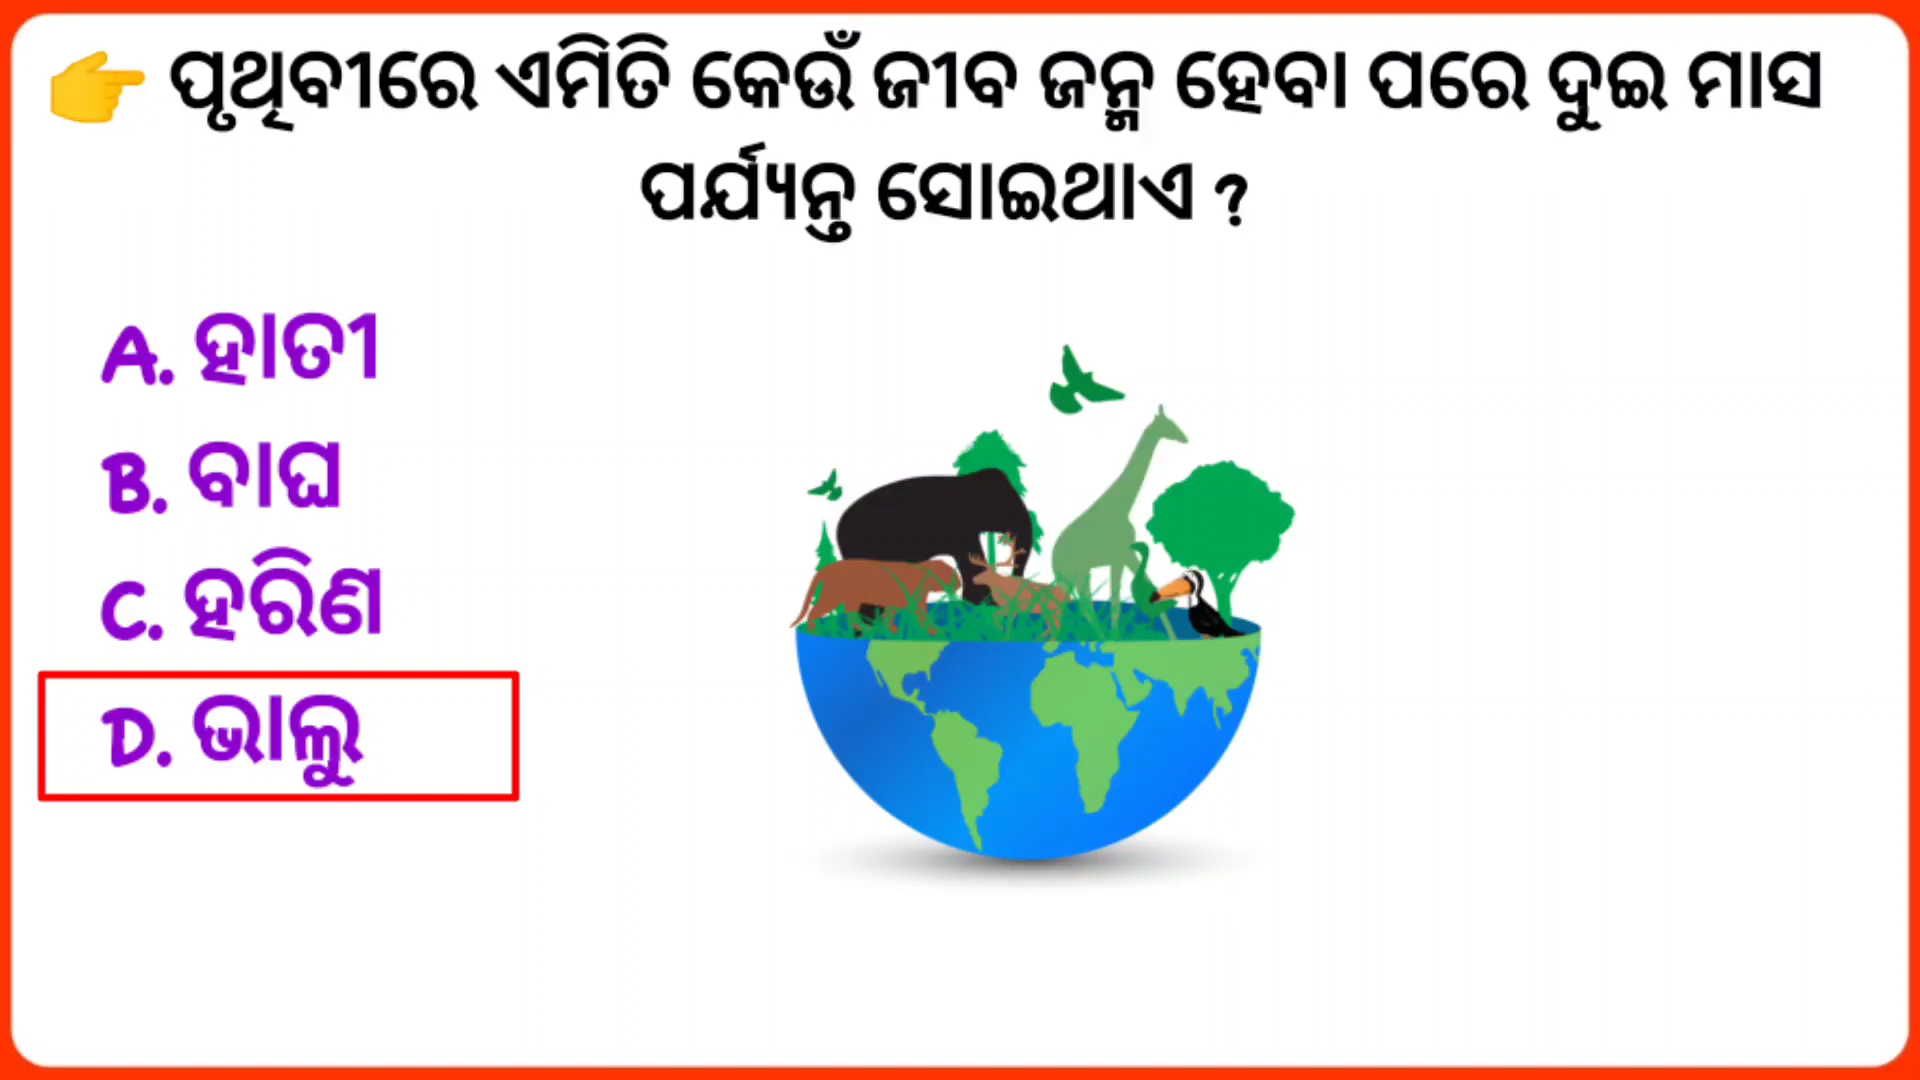 ପୃଥିବୀରେ ଏମିତି କେଉଁ ଜୀବ ଜନ୍ମ ହେବା ପରେ ଦୁଇ ମାସ
ପର୍ଯ୍ୟନ୍ତ ସୋଇଥାଏ ?
A. ହାତୀ
B. ବାଘ
C. ହରିଣ
D. ଭାଲୁ